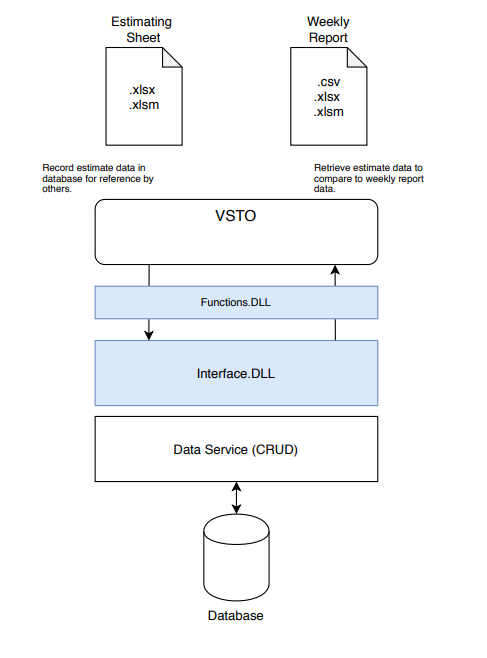 Estimating
Sheet
Weekly
Report
.xlsx
.xlsm
.csv
.xlsx
.xlsm
Record estimate data in
database for reference by
others.
Retrieve estimate data to
compare to weekly report
data.
VSTO
Functions.DLL
Interface.DLL
Data Service (CRUD)
Database